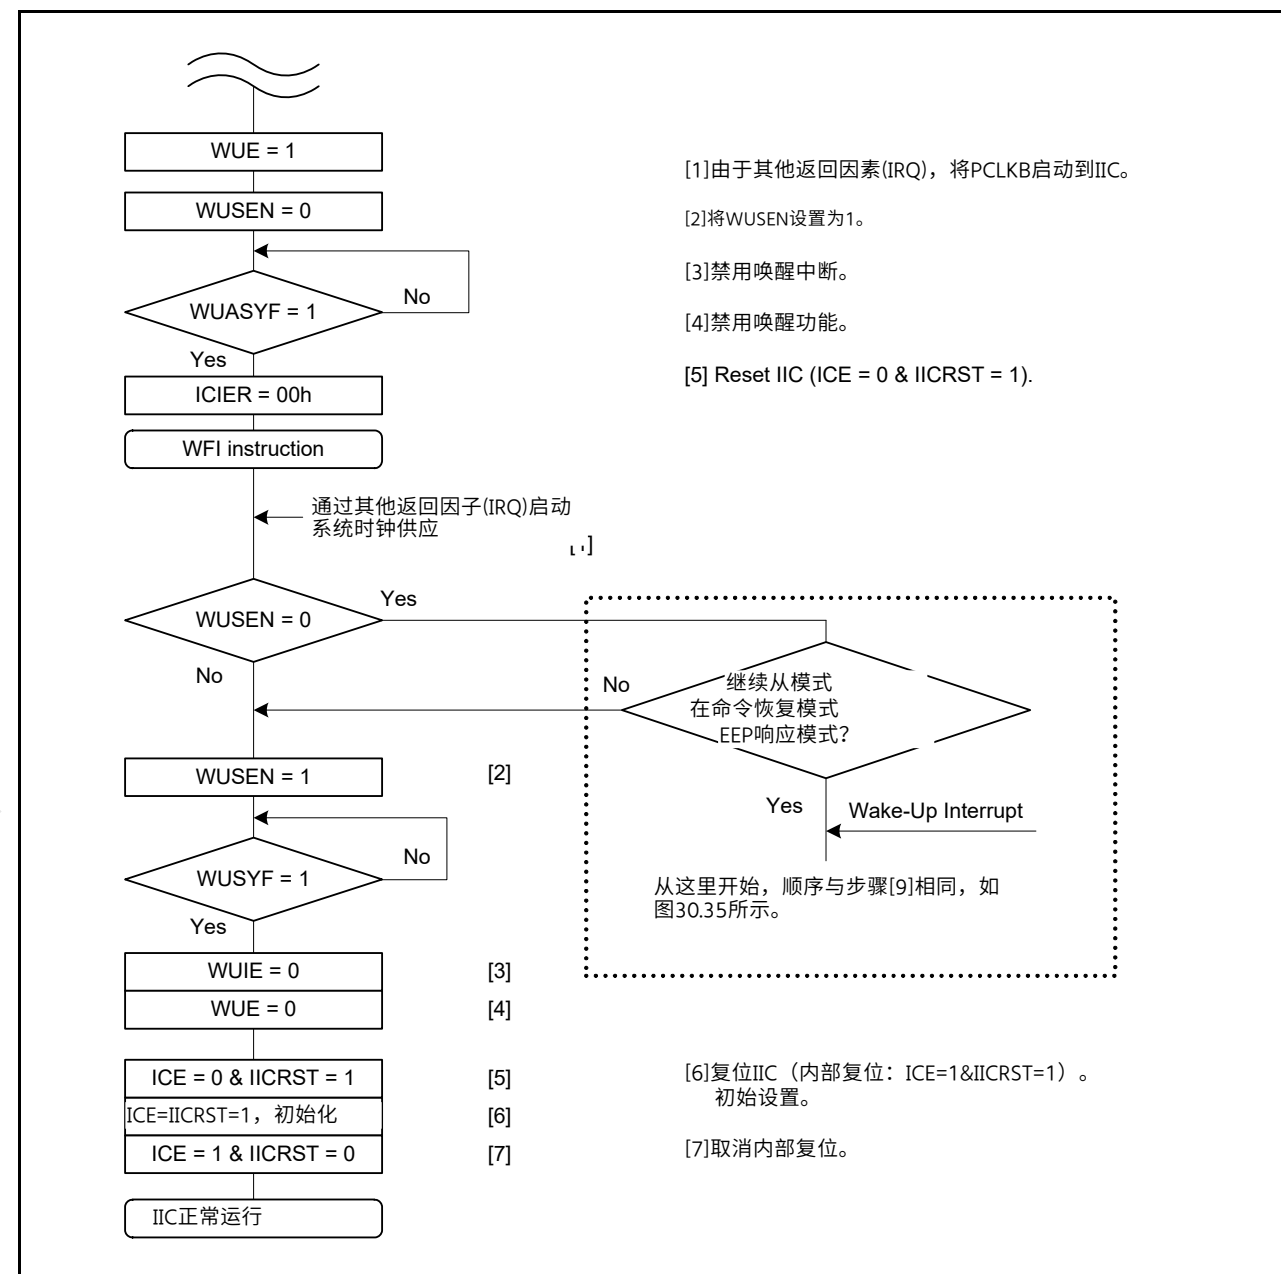 WUE = 1
WUSEN = 0
WUASYF = 1
No
Yes
ICIER = 00h
WFI instruction
通过其他返回因子(IRQ)启动
系统时钟供应
WUSEN = 0
Yes
No
继续从模式
在命令恢复模式
EEP响应模式?
No
Yes
Wake-Up Interrupt
从这里开始，顺序与步骤[9]相同，如
图30.35所示。
WUSEN = 1
[2]
WUSYF = 1
No
Yes
WUIE = 0
[3]
WUE = 0
[4]
ICE = 0 & IICRST = 1
[5]
ICE=IICRST=1，初始化
[6]
ICE = 1 & IICRST = 0
[7]
IIC正常运行
[1]由于其他返回因素(IRQ)，将PCLKB启动到IIC。
[2]将WUSEN设置为1。
[3]禁用唤醒中断。
[4]禁用唤醒功能。
[5] Reset IIC (ICE = 0 & IICRST = 1).
[6]复位IIC（内部复位：ICE=1&IICRST=1）。
初始设置。
[7]取消内部复位。